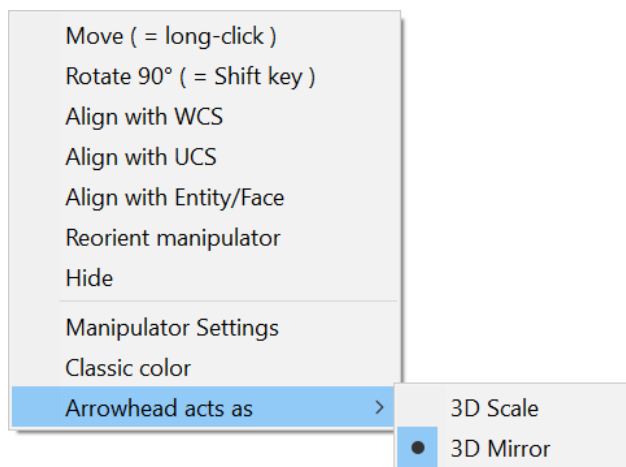 Move ( = long-click )
Rotate 90° ( = Shift key )
Align with WCS
Align with UCS
Align with Entity/Face
Reorient manipulator
Hide
Manipulator Settings
Classic color
Arrowhead acts as
3D Scale
3D Mirror